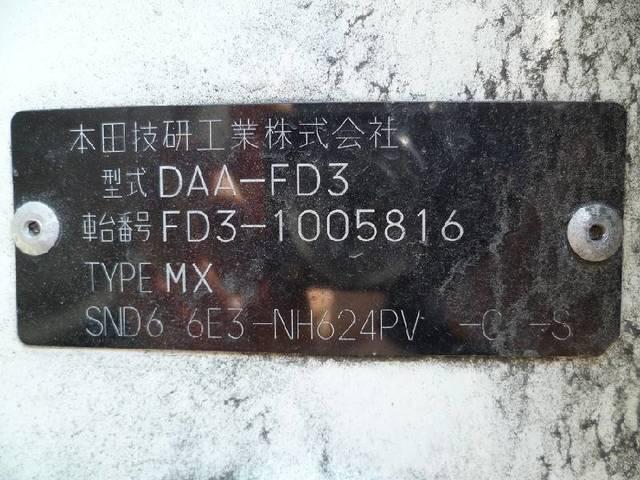 本田技研工業株式会社
型式 DAA-FD3
車台番号 FD3-1005816
TYPE MX
SND6 6E3-NH624PV -C -S